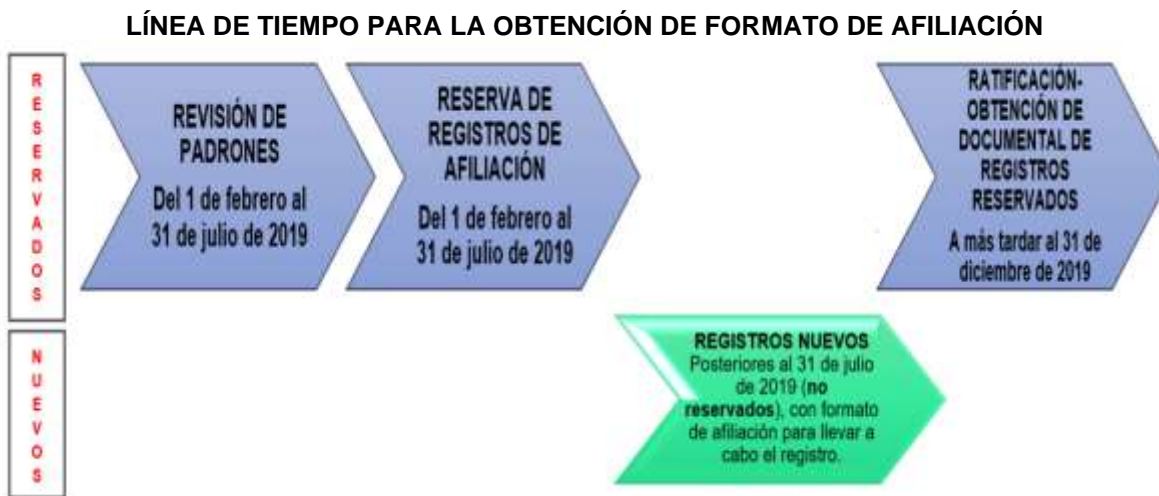 LÍNEA DE TIEMPO PARA LA OBTENCIÓN DE FORMATO DE AFILIACIÓN
RESERVADOS
REVISIÓN DE
PADRONES
Del 1 de febrero al
31 de julio de 2019
RESERVA DE
REGISTROS DE
AFILIACIÓN
Del 1 de febrero al
31 de julio de 2019
RATIFICACIÓN-
OBTENCIÓN DE
DOCUMENTAL DE
REGISTROS
RESERVADOS
A más tardar al 31 de
diciembre de 2019
NUEVOS
REGISTROS NUEVOS
Posteriores al 31 de julio
de 2019 (no
reservados), con formato
de afiliación para llevar a
cabo el registro.